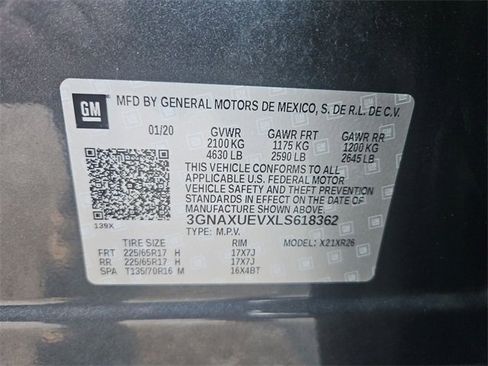 GM MFD BY GENERAL MOTORS DE MEXICO, S. DE R.L. DE C.V.
01/20 GVWR GAWR FRT GAWR RR
2100 KG 1175 KG 1200 KG
4630 LB 2590 LB 2645 LB
THIS VEHICLE CONFORMS TO ALL
APPLICABLE U.S. FEDERAL MOTOR
VEHICLE SAFETY AND THEFT PREVENTION
STANDARDS IN EFFECT ON THE DATE OF
MANUFACTURE SHOWN ABOVE.
3GNAXUEVXLS618362
139X TYPE: M.P.V. MODEL: X21XR26
TIRE SIZE RIM
FRT 225/65R17 H 17X7J
RR 225/65R17 H 17X7J
SPA T135/70R16 M 16X4BT